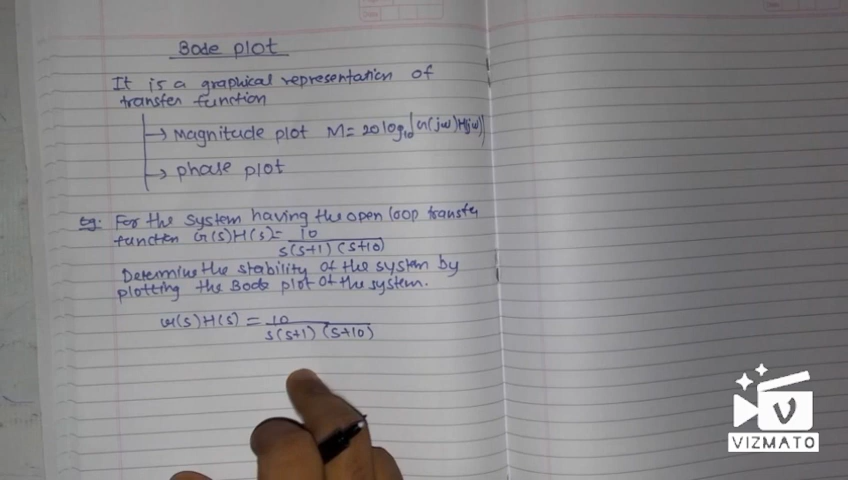 Bode plot
It is a graphical representation of
transfer function
→ Magnitude plot M= 20log₁₀|G(jω)H(jω)|
→ phase plot
Eg: For the system having the open loop transfer
function G(s)H(s)= 10
s(s+1) (s+10)
Determine the stability of the system by
plotting the Bode plot of the system.
G(s)H(s) = 10
s(s+1) (s+10)
V
VIZMATO